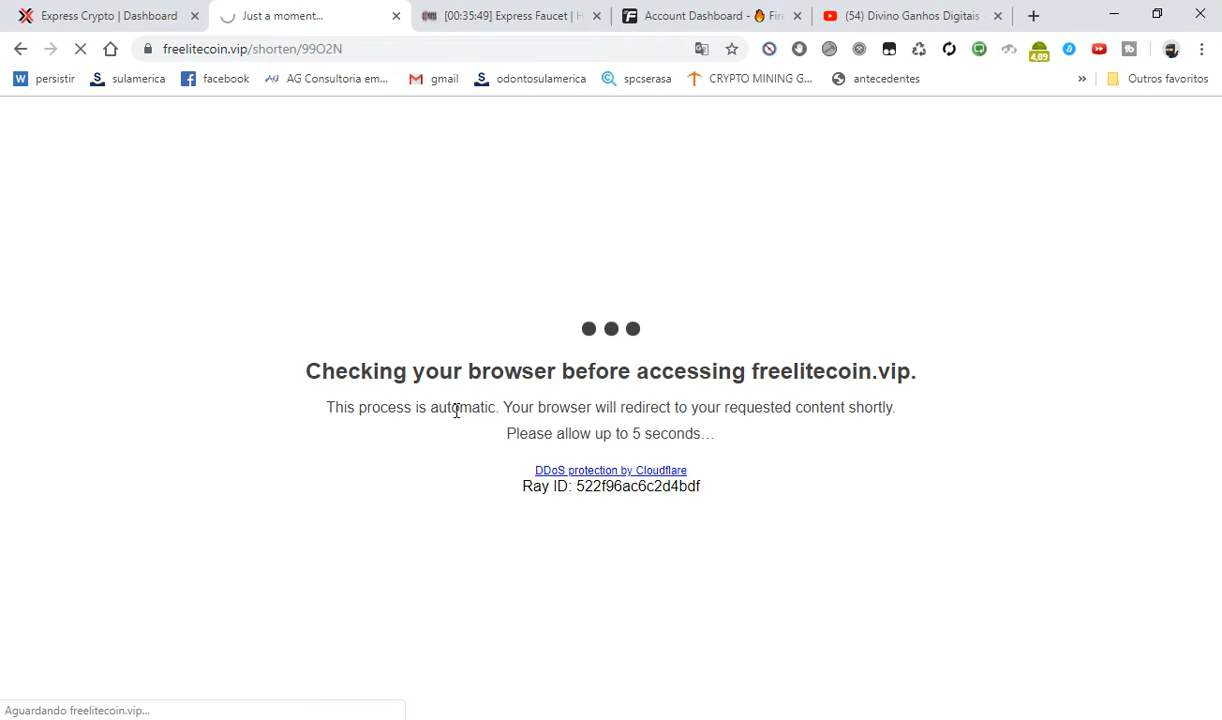 Express Crypto | Dashboard
Just a moment...
[00:35:49] Express Faucet | H
Account Dashboard - 🔥 Fir
(54) Divino Ganhos Digitais
freelitecoin.vip/shorten/99O2N
4,09
persistir
sulamerica
facebook
AG Consultoria em...
gmail
odontosulamerica
spcserasa
CRYPTO MINING G...
antecedentes
»
Outros favoritos
Checking your browser before accessing freelitecoin.vip.
This process is automatic. Your browser will redirect to your requested content shortly.
Please allow up to 5 seconds…
DDoS protection by Cloudflare
Ray ID: 522f96ac6c2d4bdf
Aguardando freelitecoin.vip...